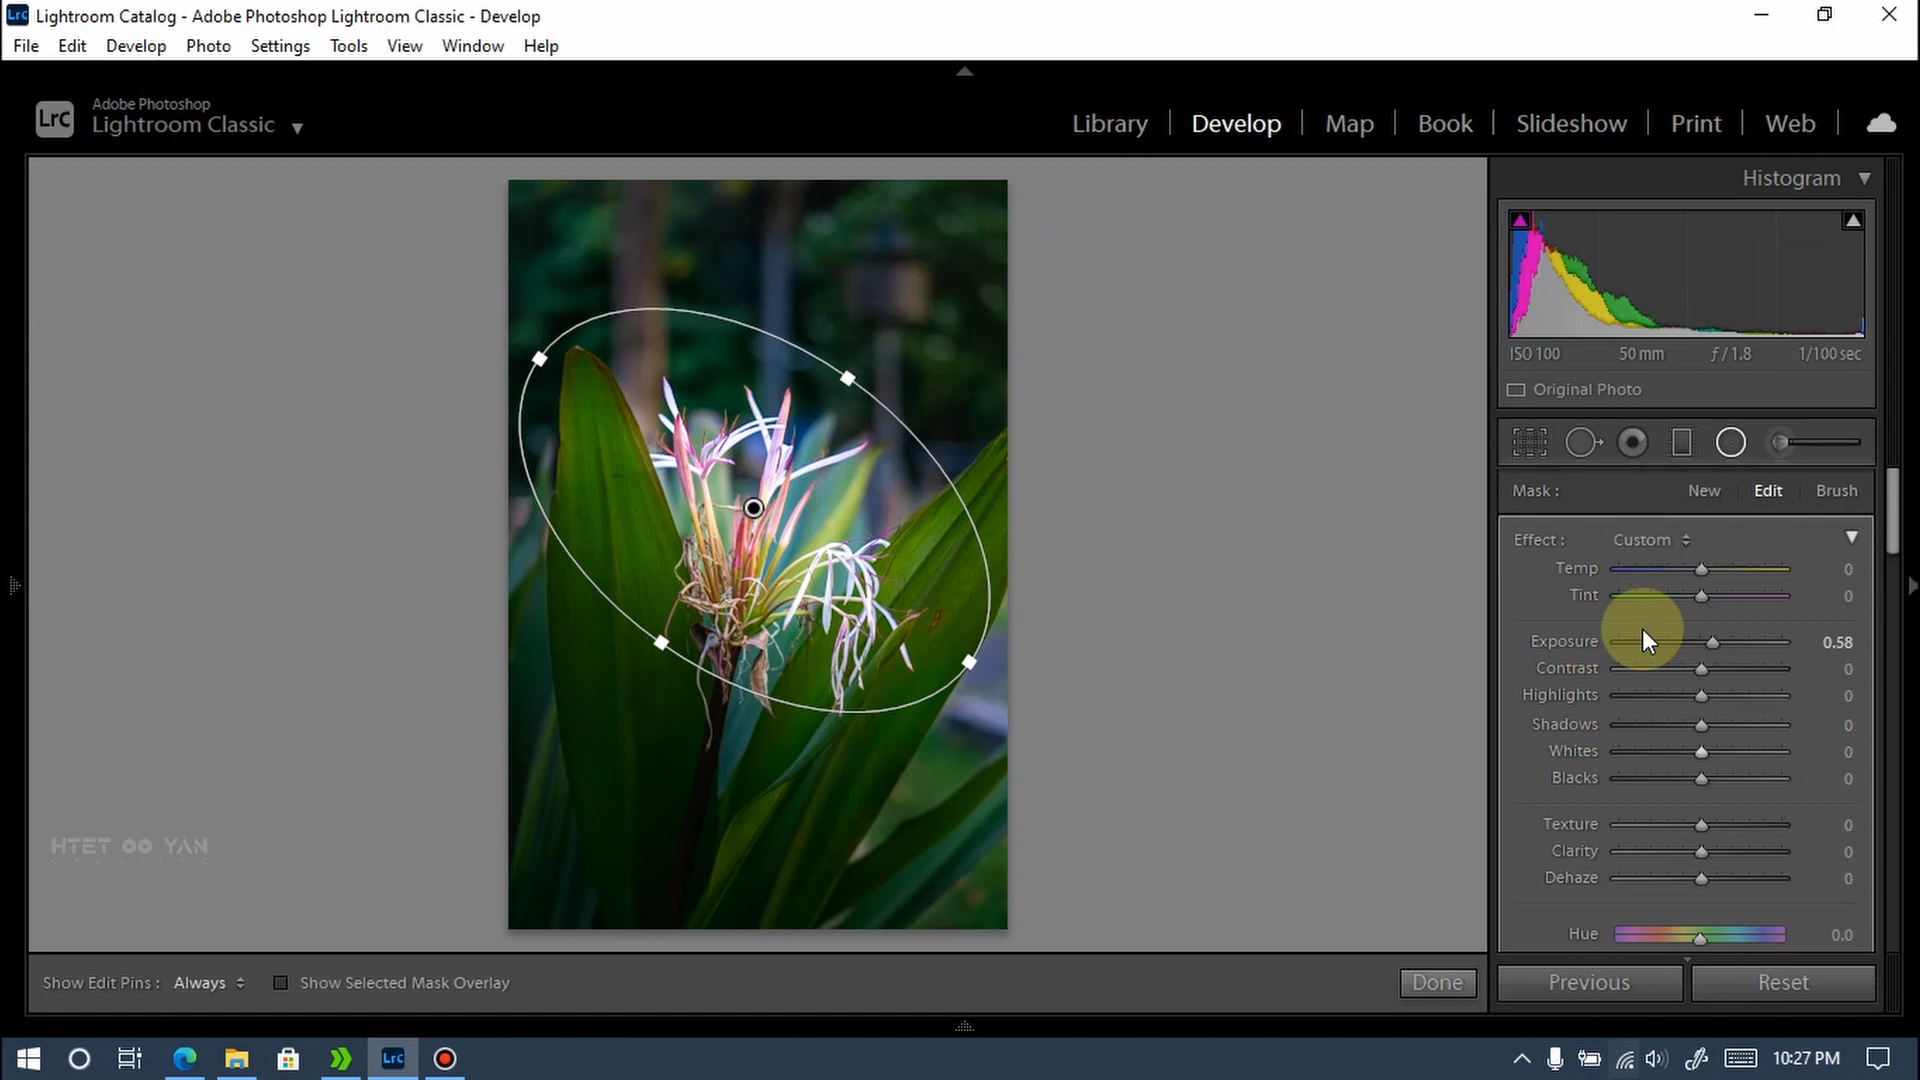 Lrc Lightroom Catalog - Adobe Photoshop Lightroom Classic - Develop
File Edit Develop Photo Settings Tools View Window Help
LrC Adobe Photoshop
Lightroom Classic
Library Develop Map Book Slideshow Print Web
Histogram
ISO 100 50 mm ƒ / 1.8 1/100 sec
Original Photo
Mask : New Edit Brush
Effect : Custom
Temp 0
Tint 0
Exposure 0.58
Contrast 0
Highlights 0
Shadows 0
Whites 0
Blacks 0
Texture 0
Clarity 0
Dehaze 0
Hue 0.0
HTET OO YAN
CREATIVE
Show Edit Pins : Always Show Selected Mask Overlay Done Previous Reset
Lrc 10:27 PM